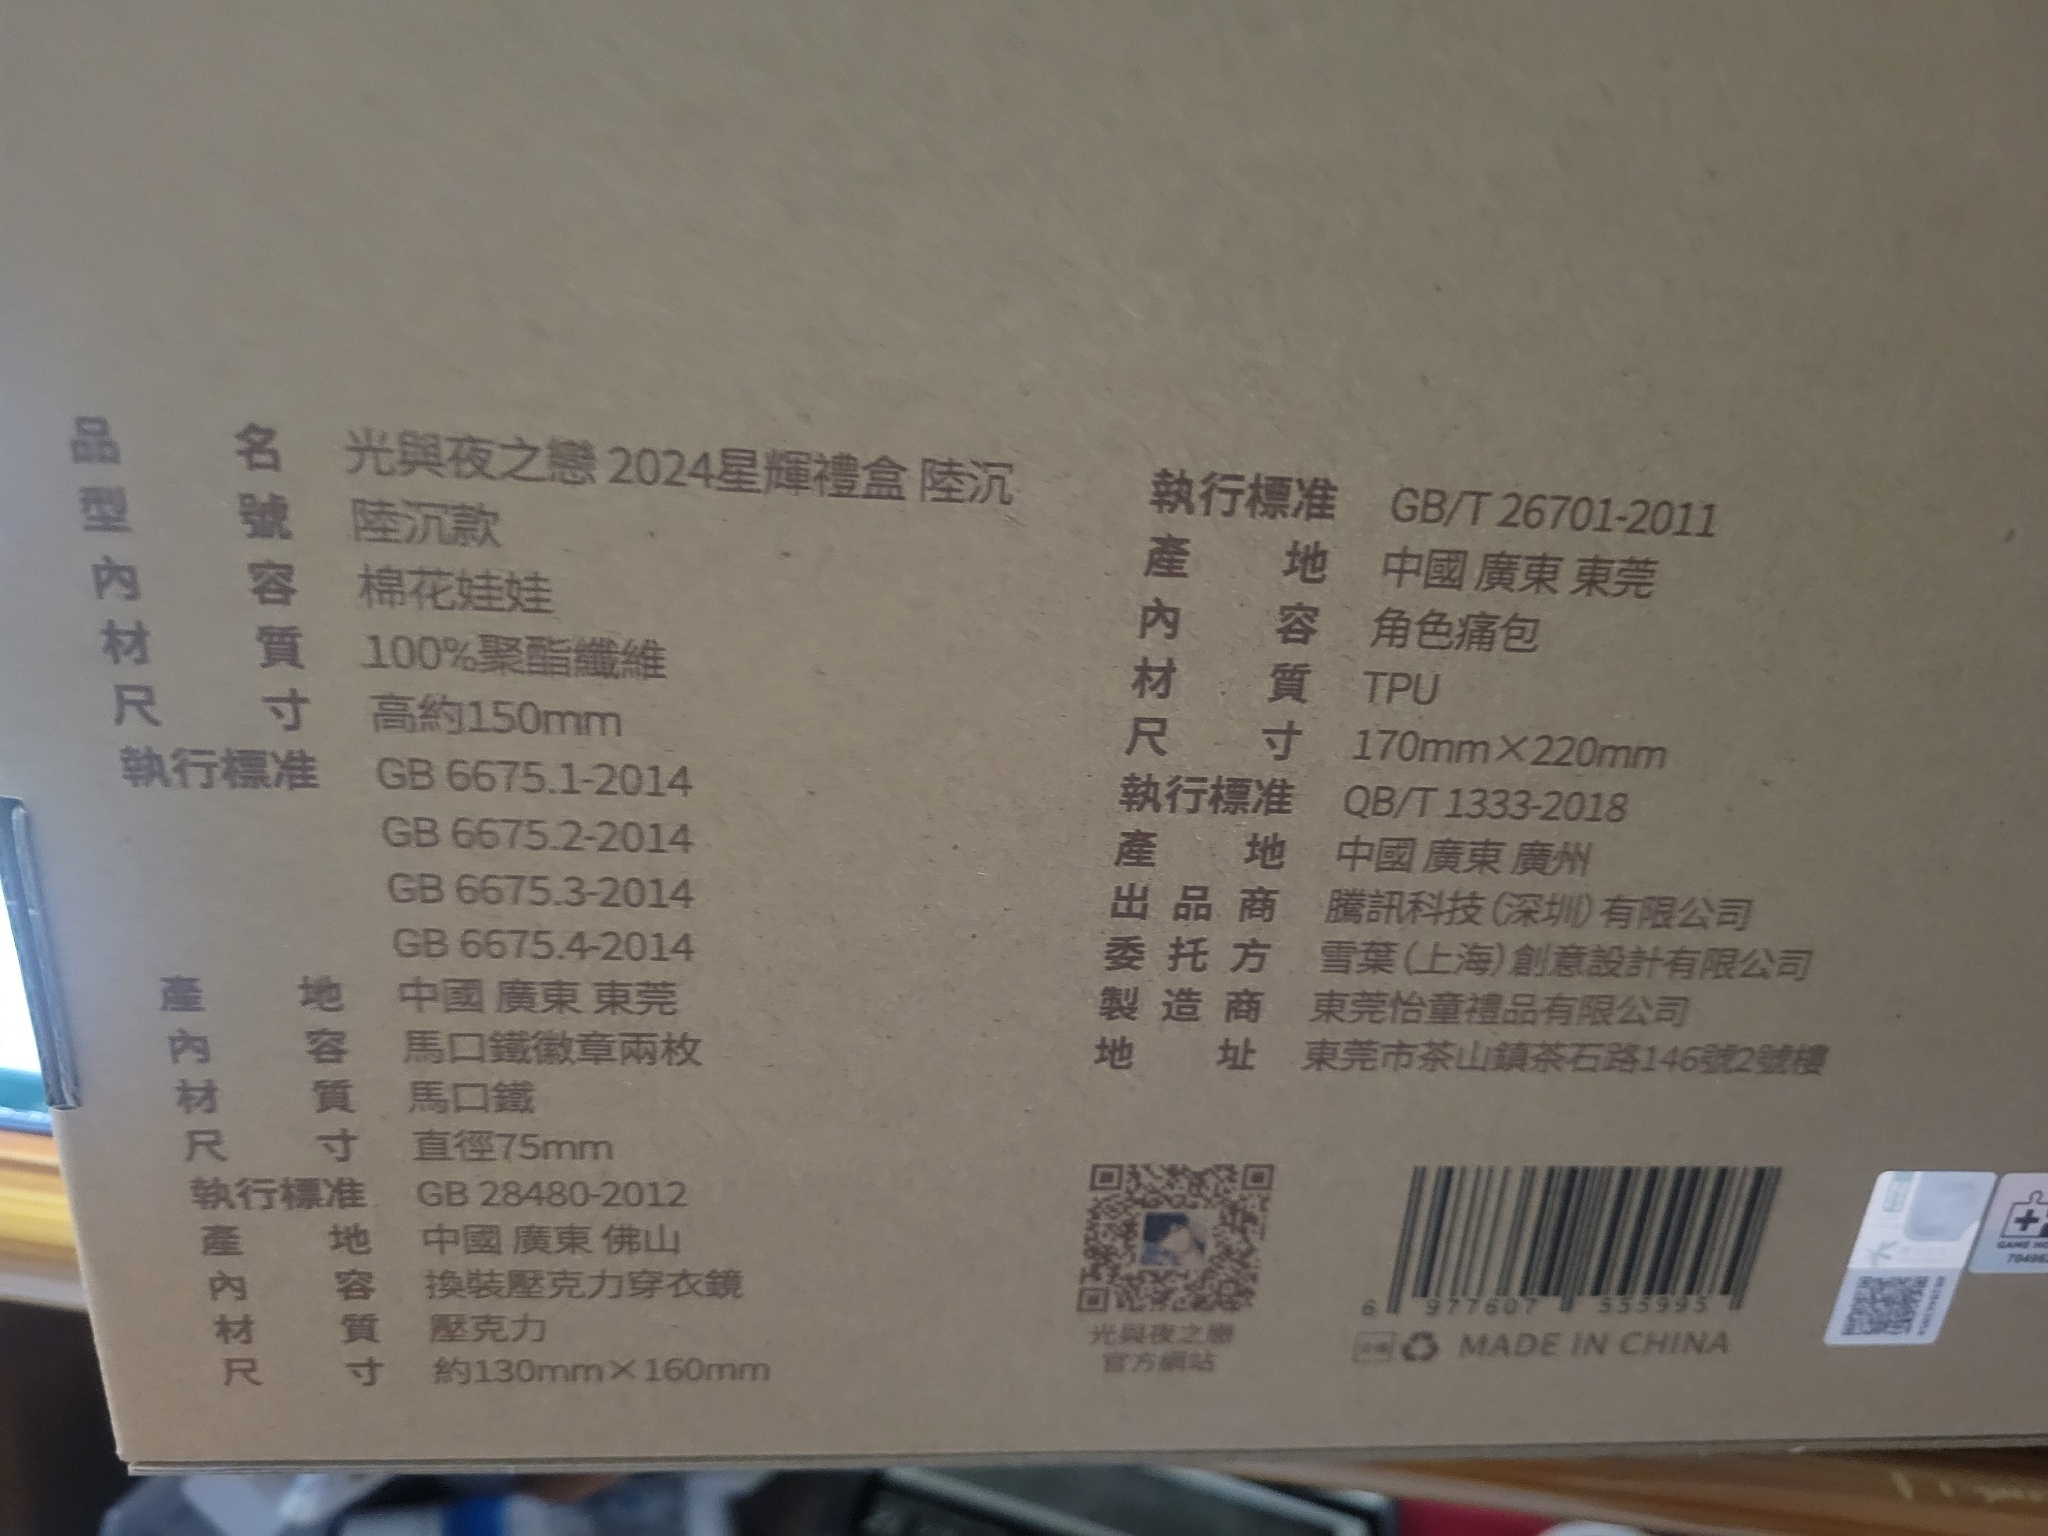 品名 光與夜之戀 2024星輝禮盒 陸沉
型號 陸沉款
內容 棉花娃娃
材質 100%聚酯纖維
尺寸 高約150mm
執行標准 GB 6675.1-2014
GB 6675.2-2014
GB 6675.3-2014
GB 6675.4-2014
產地 中國 廣東 東莞
內容 馬口鐵徽章兩枚
材質 馬口鐵
尺寸 直徑75mm
執行標准 GB 28480-2012
產地 中國 廣東 佛山
內容 換裝壓克力穿衣鏡
材質 壓克力
尺寸 約130mm×160mm
執行標准 GB/T 26701-2011
產地 中國 廣東 東莞
內容 角色痛包
材質 TPU
尺寸 170mm×220mm
執行標准 QB/T 1333-2018
產地 中國 廣東 廣州
出品商 騰訊科技(深圳)有限公司
委托方 雪葉(上海)創意設計有限公司
製造商 東莞怡童禮品有限公司
地址 東莞市茶山鎮茶石路146號2號樓
光與夜之戀
官方網站
6 977607 555995
MADE IN CHINA